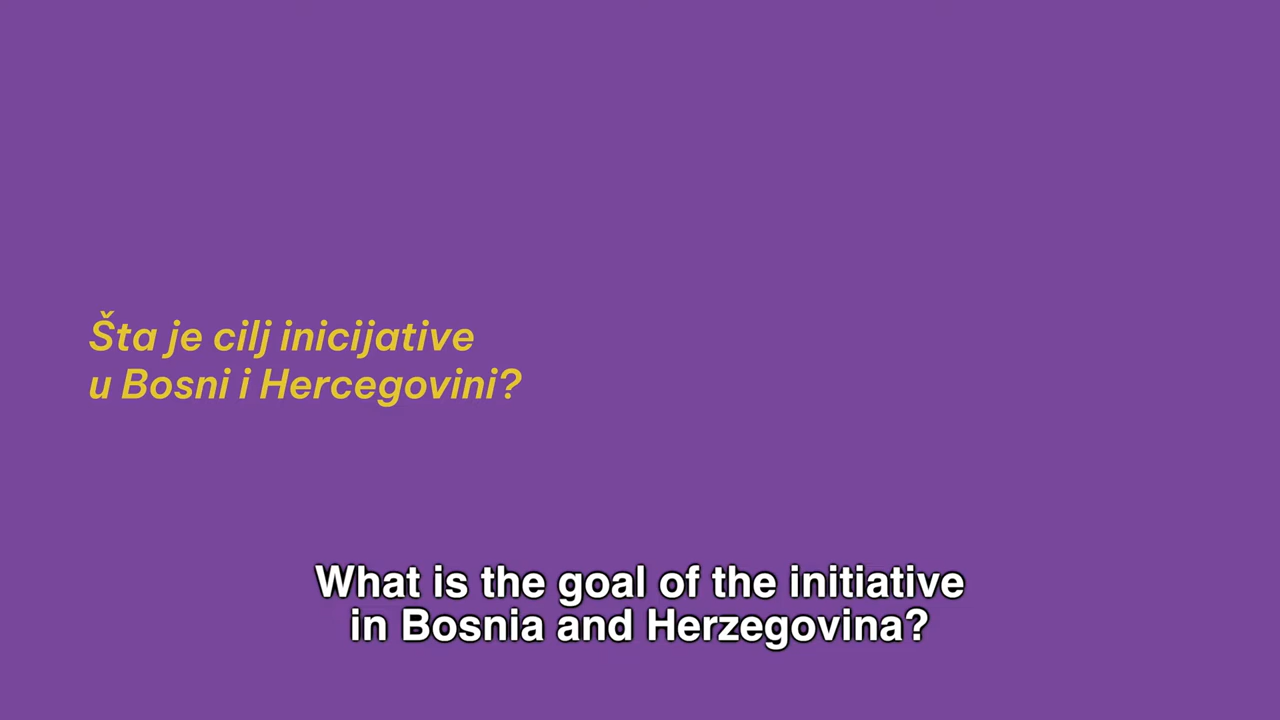 Šta je cilj inicijative
u Bosni i Hercegovini?
What is the goal of the initiative
in Bosnia and Herzegovina?